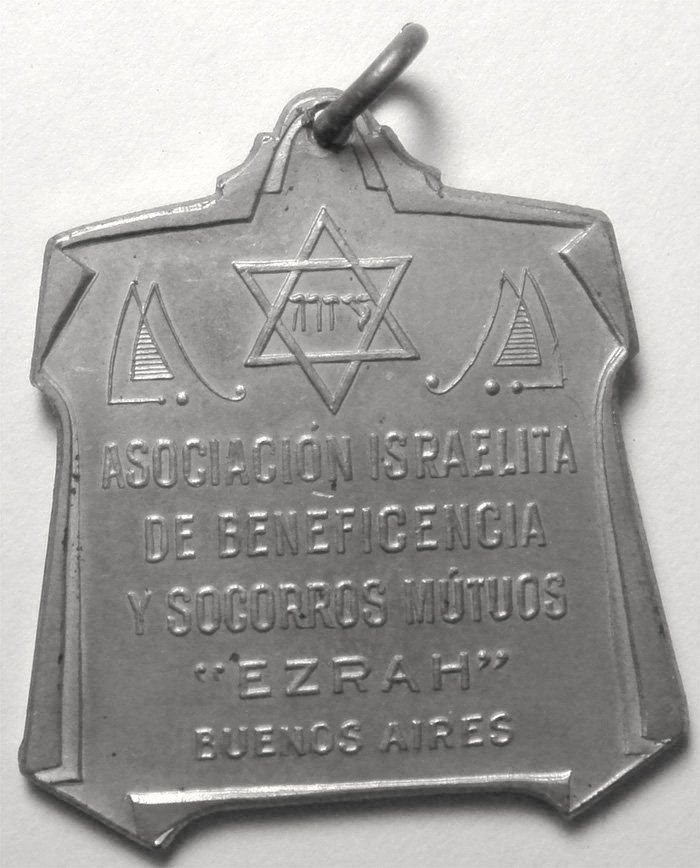 עזרה
ASOCIACIÓN ISRAELITA
DE BENEFICENCIA
Y SOCORROS MÚTUOS
"EZRAH"
BUENOS AIRES